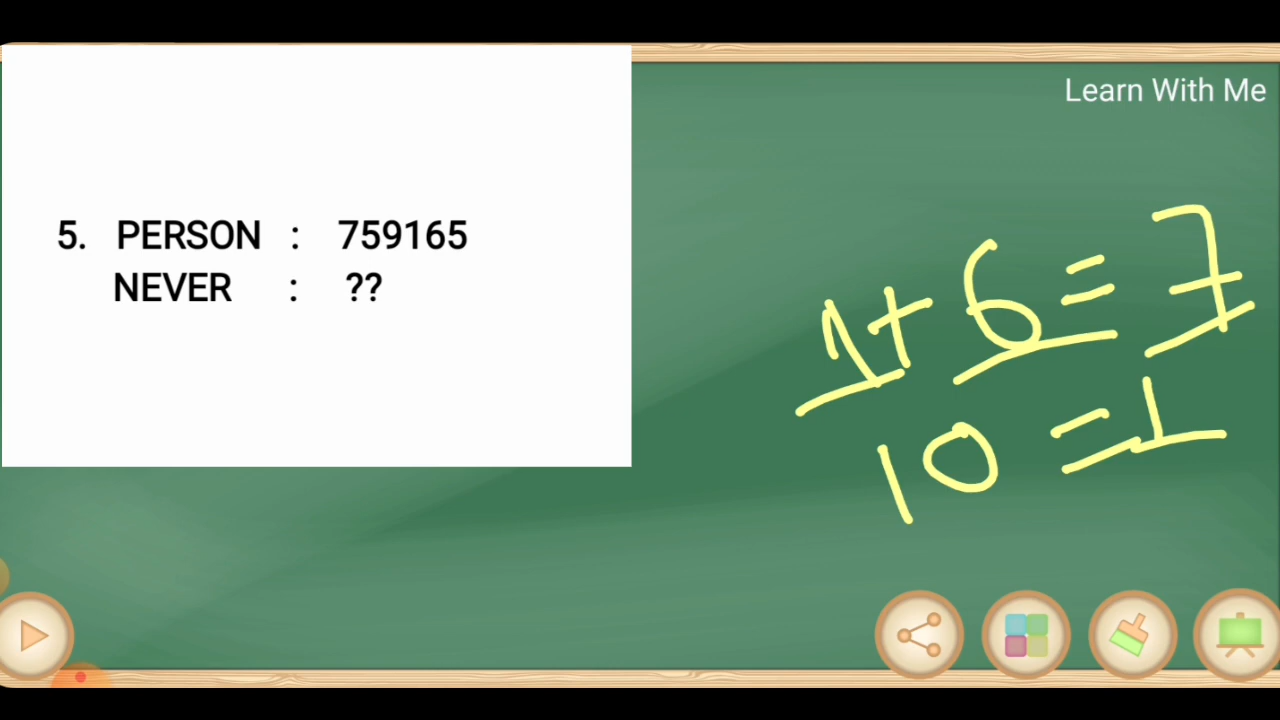 Learn With Me
5. PERSON : 759165
NEVER : ??
1+6=7
10=1